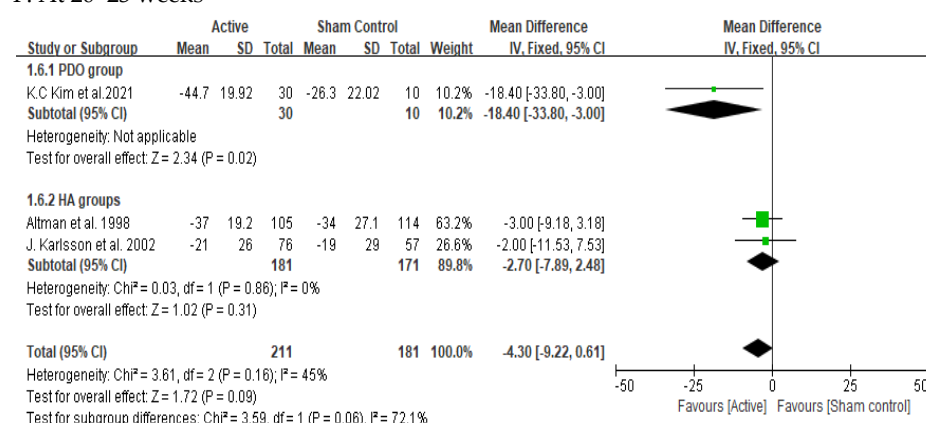 Active Sham Control Mean Difference Mean Difference
Study or Subgroup Mean SD Total Mean SD Total Weight IV, Fixed, 95% CI IV, Fixed, 95% CI
1.6.1 PDO group
K.C Kim et al.2021 -44.7 19.92 30 -26.3 22.02 10 10.2% -18.40 [-33.80, -3.00]
Subtotal (95% CI) 30 10 10.2% -18.40 [-33.80, -3.00]
Heterogeneity: Not applicable
Test for overall effect: Z = 2.34 (P = 0.02)
1.6.2 HA groups
Altman et al. 1998 -37 19.2 105 -34 27.1 114 63.2% -3.00 [-9.18, 3.18]
J. Karlsson et al. 2002 -21 26 76 -19 29 57 26.6% -2.00 [-11.53, 7.53]
Subtotal (95% CI) 181 171 89.8% -2.70 [-7.89, 2.48]
Heterogeneity: Chi² = 0.03, df = 1 (P = 0.86); I² = 0%
Test for overall effect: Z = 1.02 (P = 0.31)
Total (95% CI) 211 181 100.0% -4.30 [-9.22, 0.61]
Heterogeneity: Chi² = 3.61, df = 2 (P = 0.16); I² = 45%
Test for overall effect: Z = 1.72 (P = 0.09)
Test for subgroup differences: Chi² = 3.59, df = 1 (P = 0.06), I² = 72.1%
-50 -25 0 25 50
Favours [Active] Favours [Sham control]